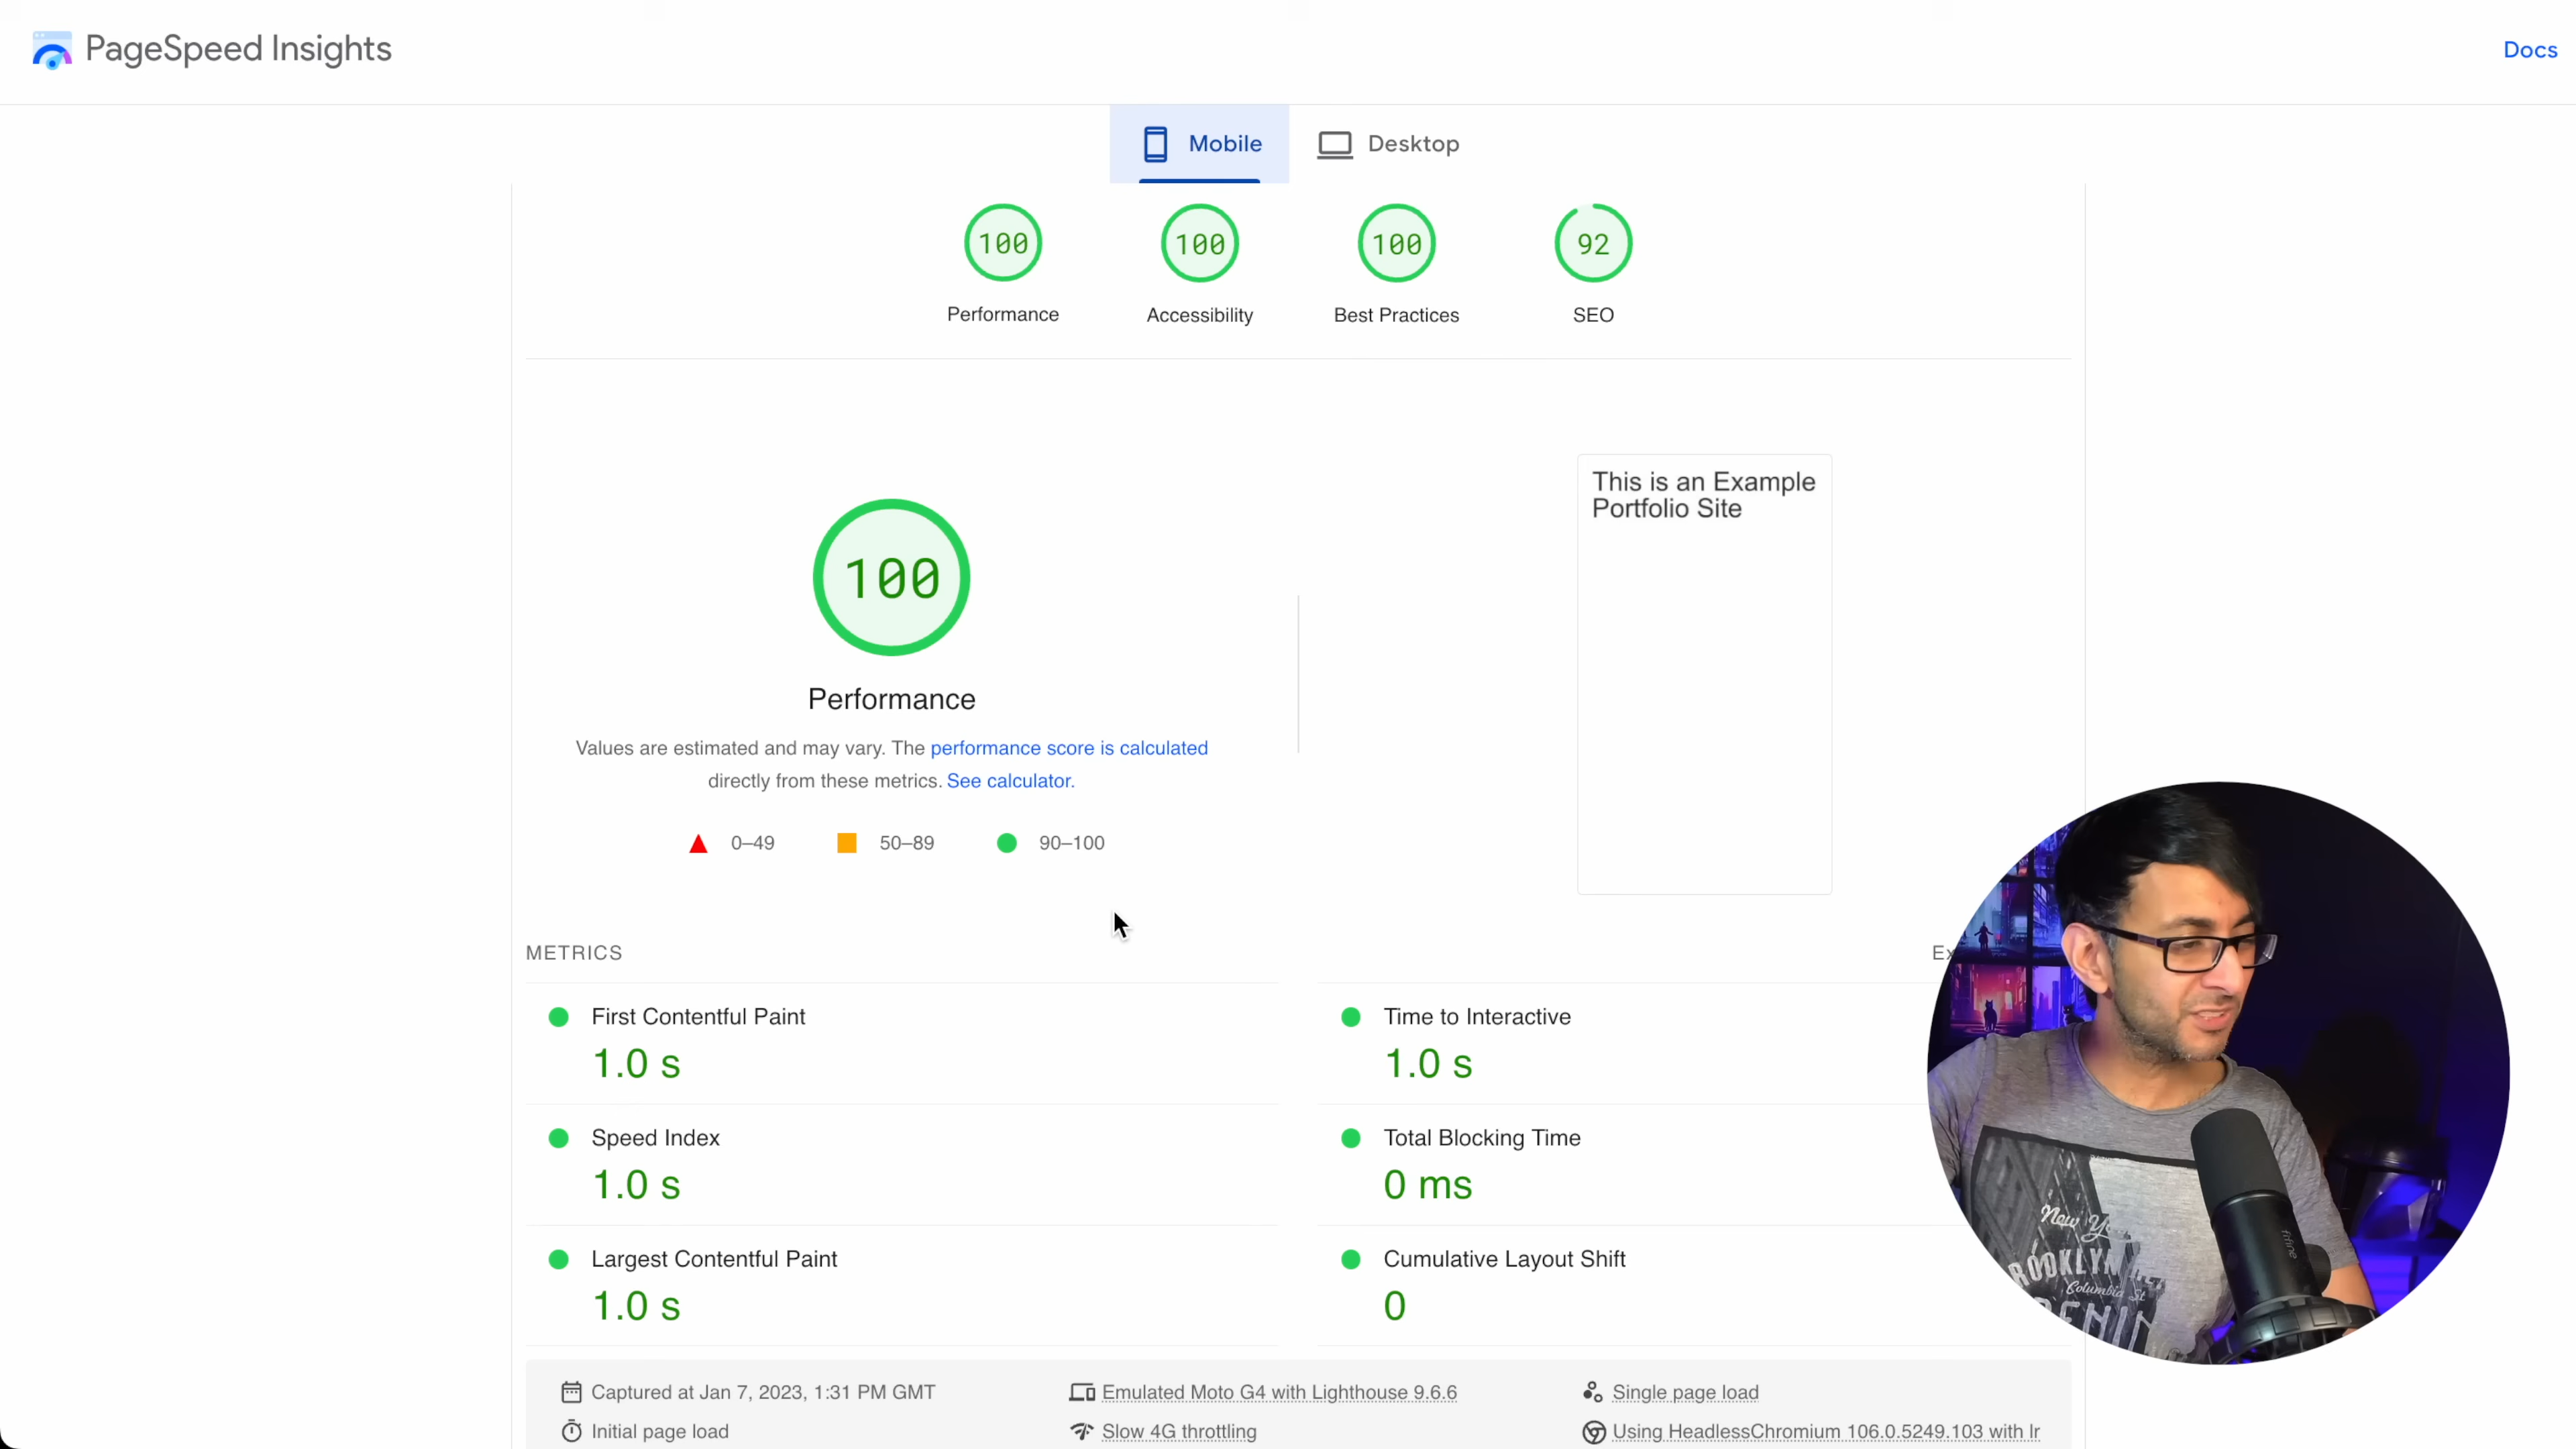 PageSpeed Insights
Docs
Mobile
Desktop
100
100
100
92
Performance
Accessibility
Best Practices
SEO
This is an Example
Portfolio Site
100
Performance
Values are estimated and may vary. The performance score is calculated
directly from these metrics. See calculator.
0–49
50–89
90–100
METRICS
First Contentful Paint
1.0 s
Time to Interactive
1.0 s
Speed Index
1.0 s
Total Blocking Time
0 ms
Largest Contentful Paint
1.0 s
Cumulative Layout Shift
0
Captured at Jan 7, 2023, 1:31 PM GMT
Emulated Moto G4 with Lighthouse 9.6.6
Single page load
Initial page load
Slow 4G throttling
Using HeadlessChromium 106.0.5249.103 with lr
New
Columbia St
fifine